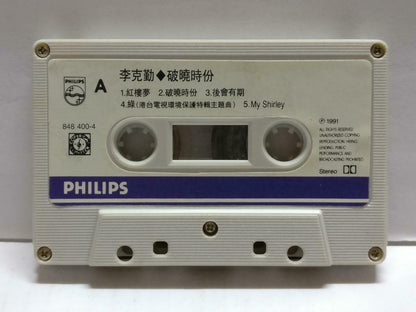 PHILIPS
A
李克勤◆破曉時份
1.紅樓夢 2.破曉時份 3.後會有期
4.綠(港台電視環境保護特輯主題曲) 5.My Shirley
848 400-4
℗1991
ALL RIGHTS RESERVED
UNAUTHORISED COPYING
REPRODUCTION, HIRING
LENDING, PUBLIC
PERFORMANCE AND
BROADCASTING PROHIBITED
Stereo
PHILIPS